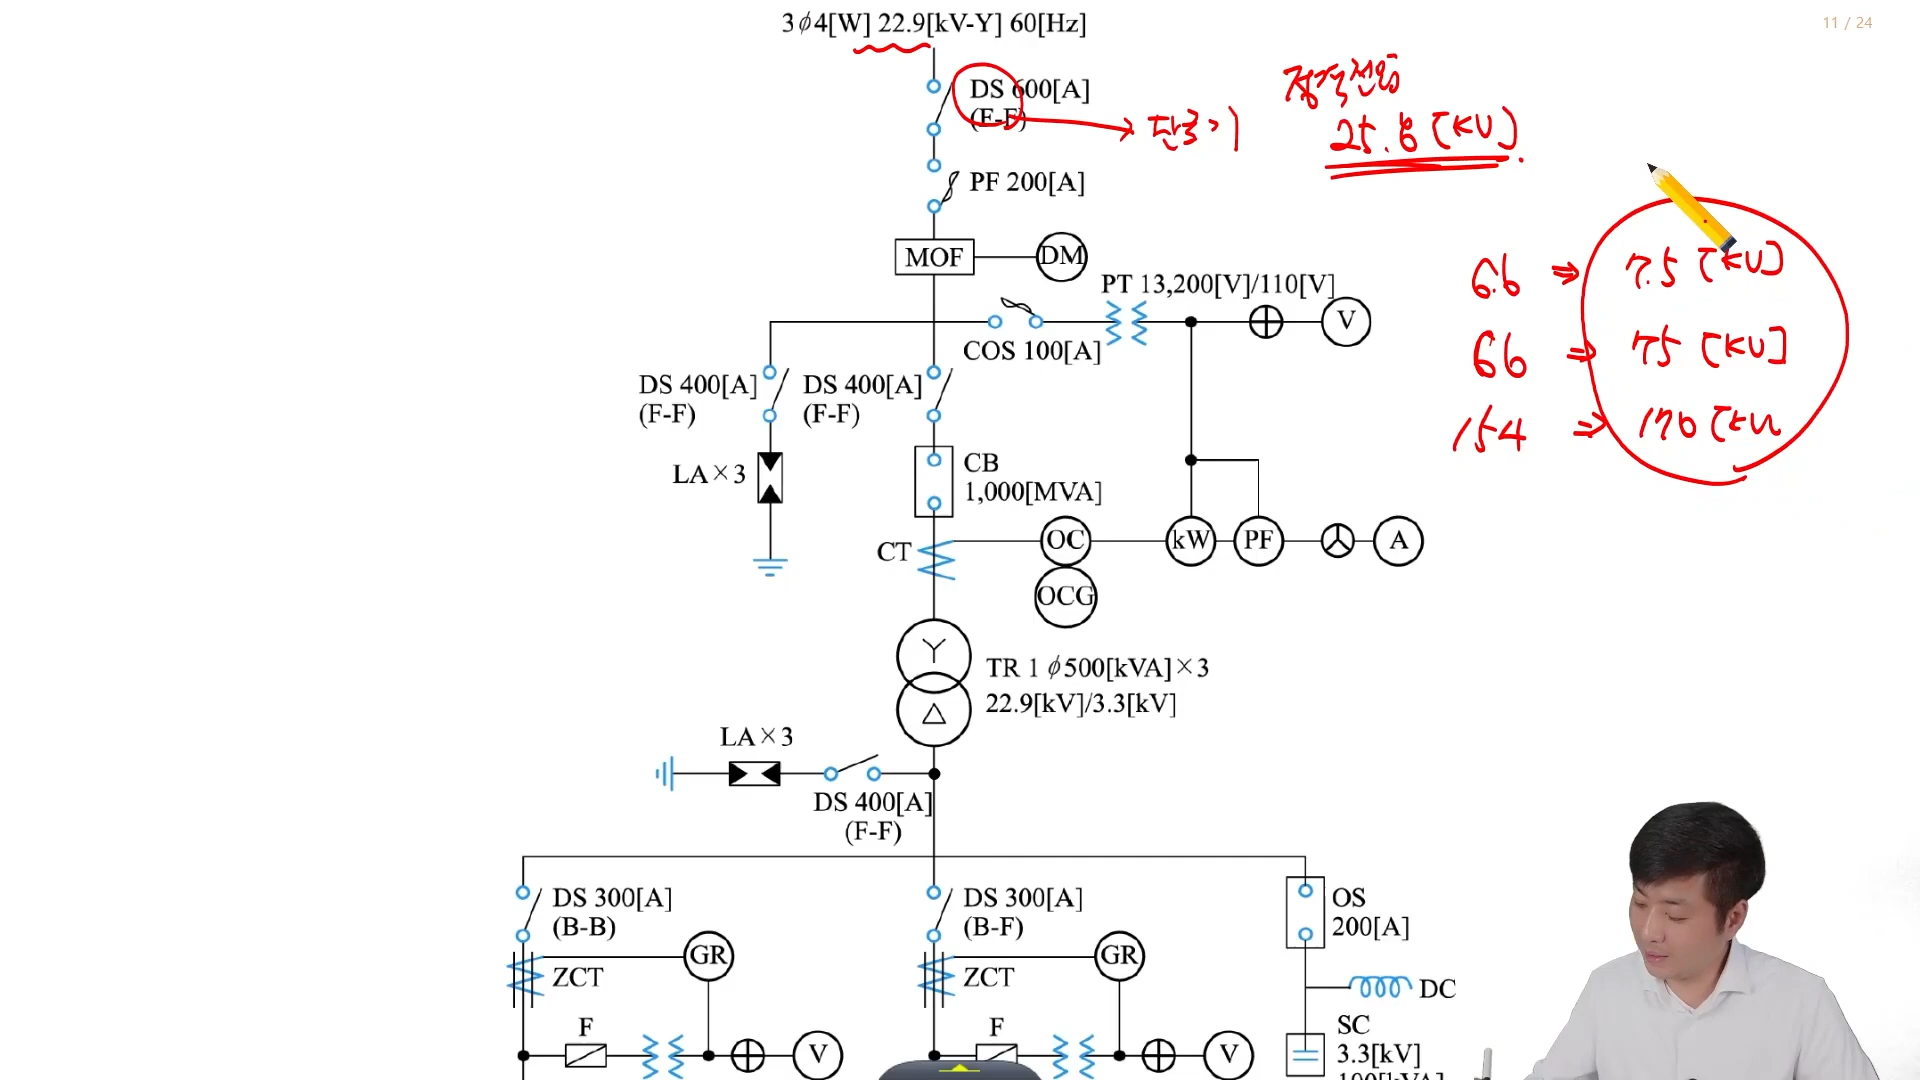 3φ4[W] 22.9[kV-Y] 60[Hz]
11 / 24
DS 600[A]
(F-F)
단로기
정격전압
25.8 [KV]
PF 200[A]
MOF
DM
6.6 ⇒ 7.5 [KV]
66 ⇒ 75 [KV]
154 ⇒ 170 [KV
PT 13,200[V]/110[V]
V
COS 100[A]
DS 400[A]
(F-F)
DS 400[A]
(F-F)
LA×3
CB
1,000[MVA]
CT
OC
kW
PF
A
OCG
TR 1 φ500[kVA]×3
22.9[kV]/3.3[kV]
LA×3
DS 400[A]
(F-F)
DS 300[A]
(B-B)
DS 300[A]
(B-F)
OS
200[A]
GR
ZCT
GR
ZCT
DC
F
V
F
V
SC
3.3[kV]
100[kVA]